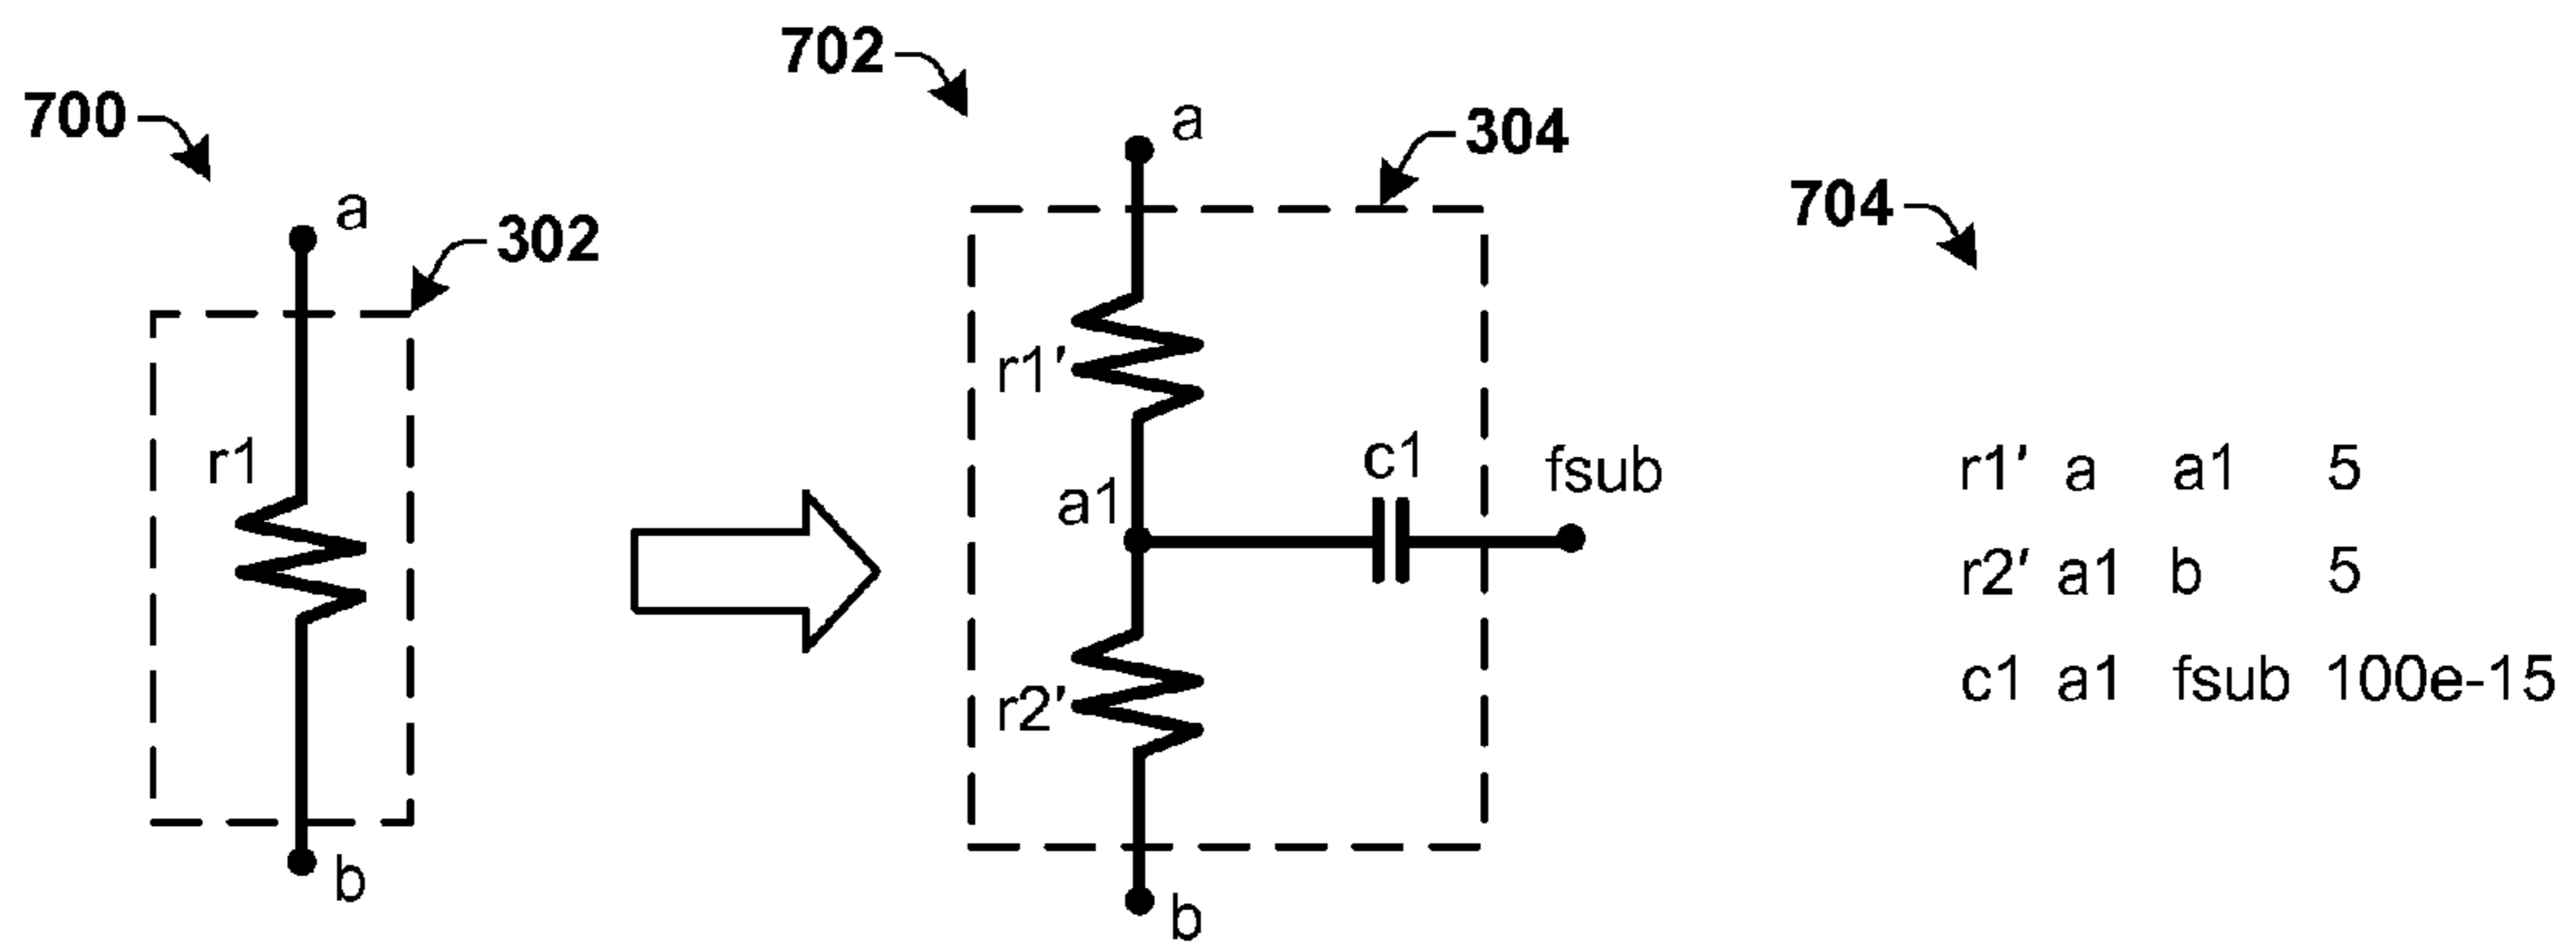 700
a
302
r1
b
702
a
304
r1′
a1
c1
fsub
r2′
b
704
r1′ a a1 5
r2′ a1 b 5
c1 a1 fsub 100e-15